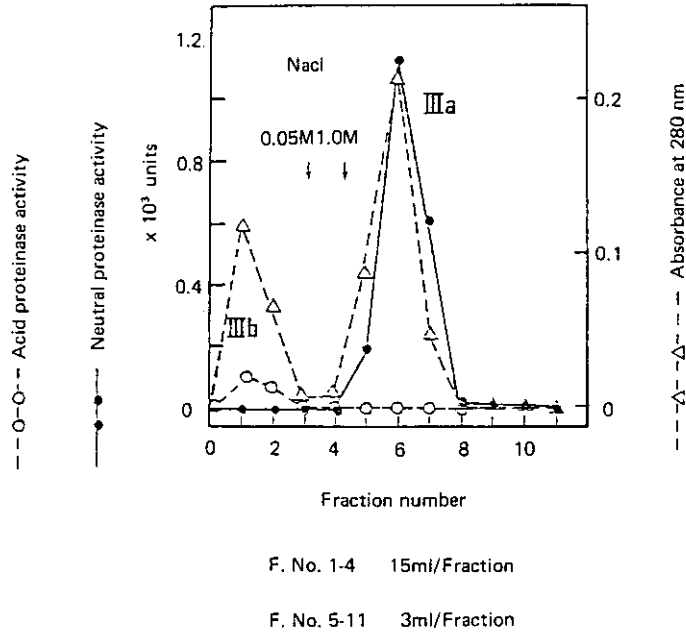 1.2
0.8
0.4
0
× 10³ units
NaCl
0.05M1.0M
IIIa
IIIb
0.2
0.1
0
0 2 4 6 8 10
Fraction number
F. No. 1-4 15ml/Fraction
F. No. 5-11 3ml/Fraction
Acid proteinase activity
Neutral proteinase activity
Absorbance at 280 nm